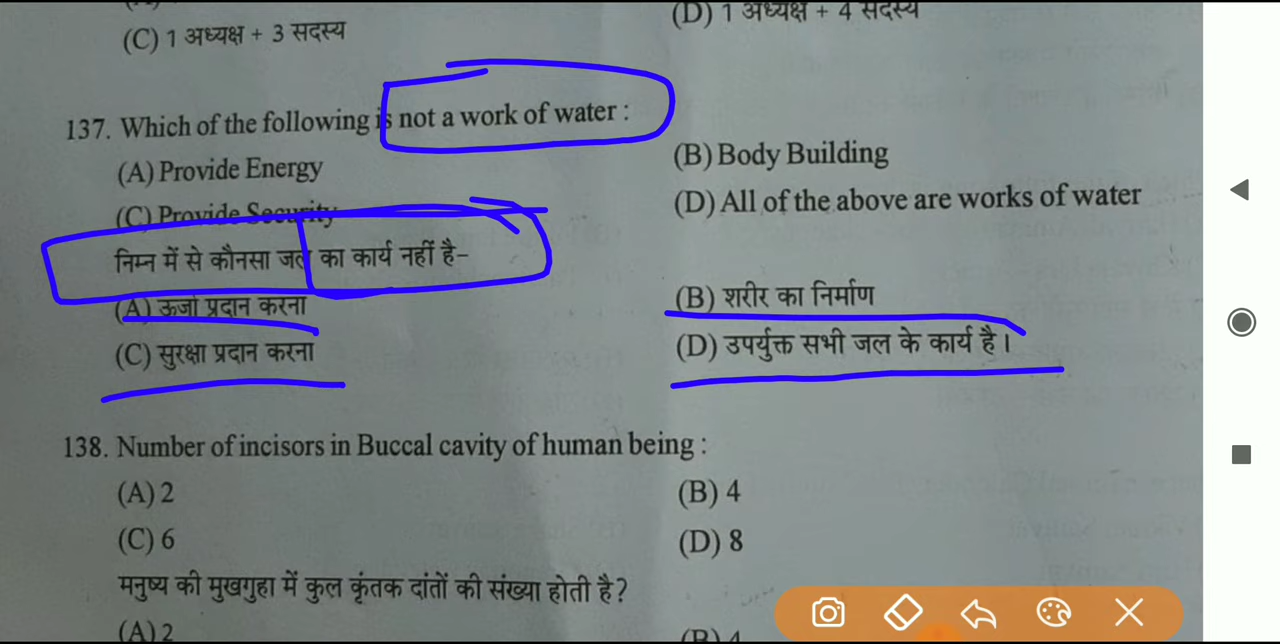 (C) 1 अध्यक्ष + 3 सदस्य
(D) 1 अध्यक्ष + 4 सदस्य
137. Which of the following is not a work of water :
(A) Provide Energy
(B) Body Building
(C) Provide Security
(D) All of the above are works of water
निम्न में से कौनसा जल का कार्य नहीं है–
(A) ऊर्जा प्रदान करना
(B) शरीर का निर्माण
(C) सुरक्षा प्रदान करना
(D) उपर्युक्त सभी जल के कार्य है।
138. Number of incisors in Buccal cavity of human being :
(A) 2
(B) 4
(C) 6
(D) 8
मनुष्य की मुखगुहा में कुल कृंतक दांतों की संख्या होती है?
(A) 2
(B) 4